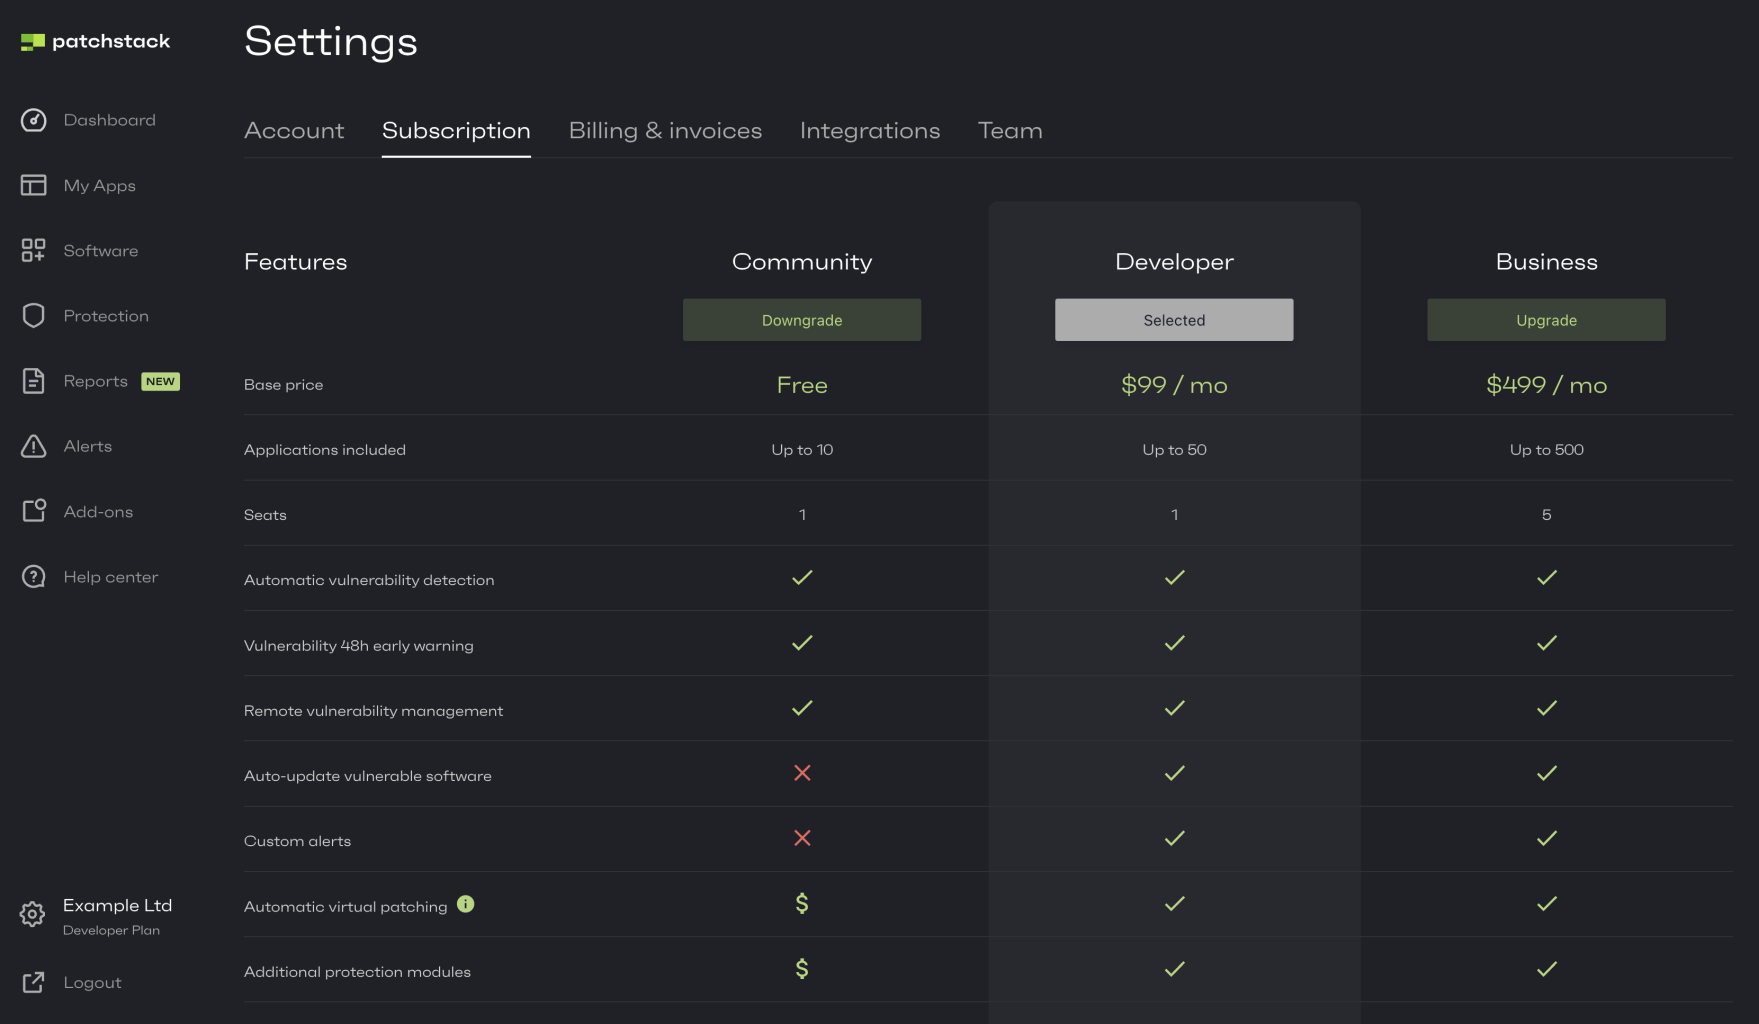 patchstack
Settings
Dashboard
My Apps
Software
Protection
Reports NEW
Alerts
Add-ons
Help center
Example Ltd
Developer Plan
Logout
Account Subscription Billing & invoices Integrations Team
Features Community Developer Business
Downgrade Selected Upgrade
Base price Free $99 / mo $499 / mo
Applications included Up to 10 Up to 50 Up to 500
Seats 1 1 5
Automatic vulnerability detection
Vulnerability 48h early warning
Remote vulnerability management
Auto-update vulnerable software
Custom alerts
Automatic virtual patching $
Additional protection modules $